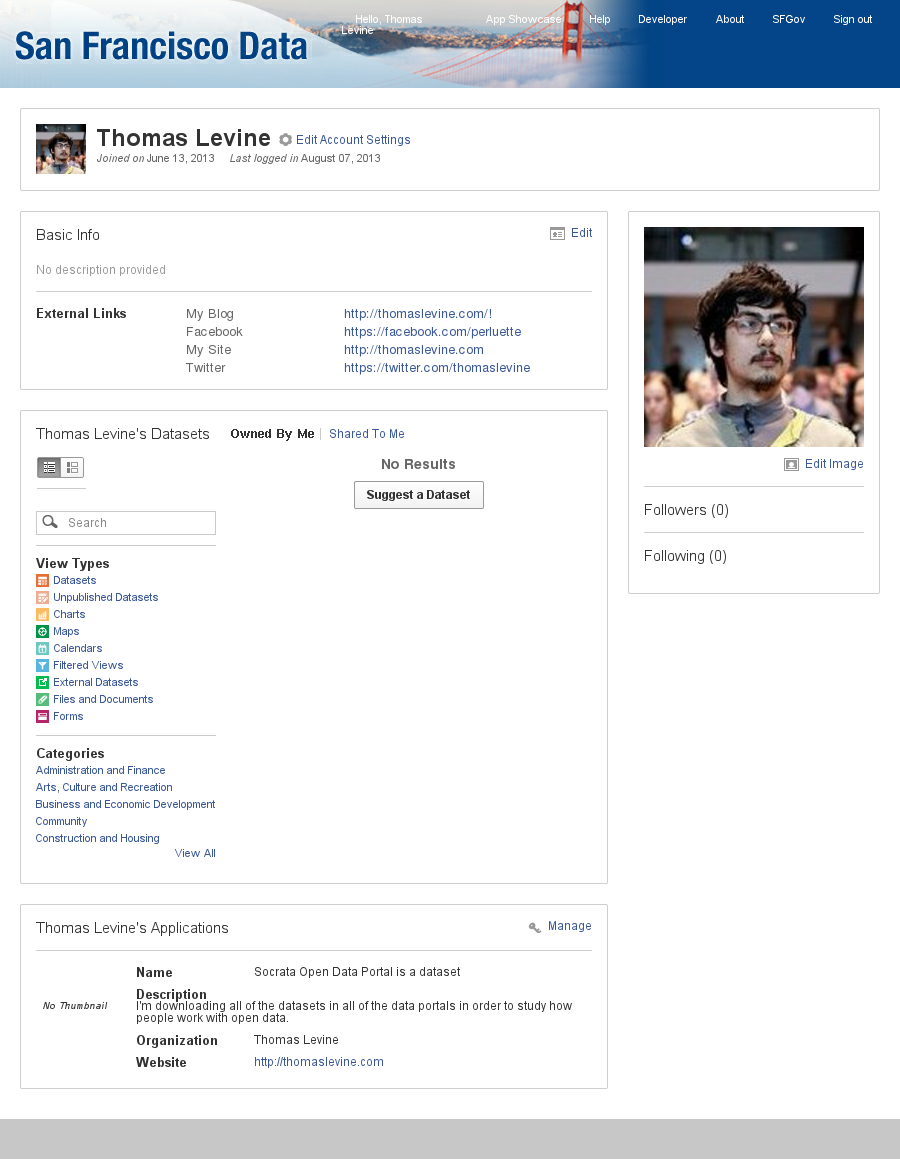 Hello, Thomas
Levine
App Showcase
Help
Developer
About
SFGov
Sign out
San Francisco Data
Thomas Levine
Edit Account Settings
Joined on June 13, 2013 Last logged in August 07, 2013
Basic Info
Edit
No description provided
External Links
My Blog http://thomaslevine.com/!
Facebook https://facebook.com/perluette
My Site http://thomaslevine.com
Twitter https://twitter.com/thomaslevine
Edit Image
Followers (0)
Following (0)
Thomas Levine's Datasets
Owned By Me
Shared To Me
No Results
Suggest a Dataset
Search
View Types
Datasets
Unpublished Datasets
Charts
Maps
Calendars
Filtered Views
External Datasets
Files and Documents
Forms
Categories
Administration and Finance
Arts, Culture and Recreation
Business and Economic Development
Community
Construction and Housing
View All
Thomas Levine's Applications
Manage
No Thumbnail
Name Socrata Open Data Portal is a dataset
Description
I'm downloading all of the datasets in all of the data portals in order to study how
people work with open data.
Organization Thomas Levine
Website http://thomaslevine.com